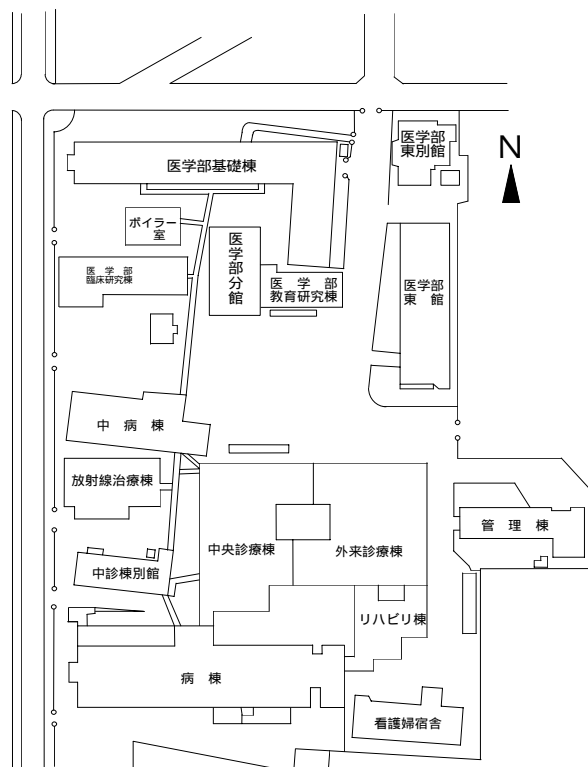 医学部
東別館
N
医学部基礎棟
ボイラー
室
医学部分館
医学部
臨床研究棟
医学部
教育研究棟
医学部
東館
中病棟
放射線治療棟
中央診療棟
外来診療棟
管理棟
中診棟別館
リハビリ棟
病棟
看護婦宿舎